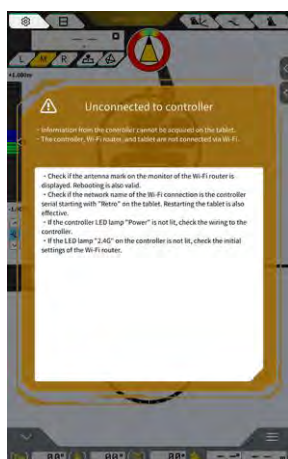 L M R
+1.000m
Unconnected to controller
・Information from the controller cannot be acquired on the tablet.
・The controller, Wi-Fi router, and tablet are not connected via Wi-Fi.
・Check if the antenna mark on the monitor of the Wi-Fi router is
displayed. Rebooting is also valid.
・Check if the network name of the Wi-Fi connection is the controller
serial starting with "Retro" on the tablet. Restarting the tablet is also
effective.
・If the controller LED lamp "Power" is not lit, check the wiring to the
controller.
・If the LED lamp "2.4G" on the controller is not lit, check the initial
settings of the Wi-Fi router.